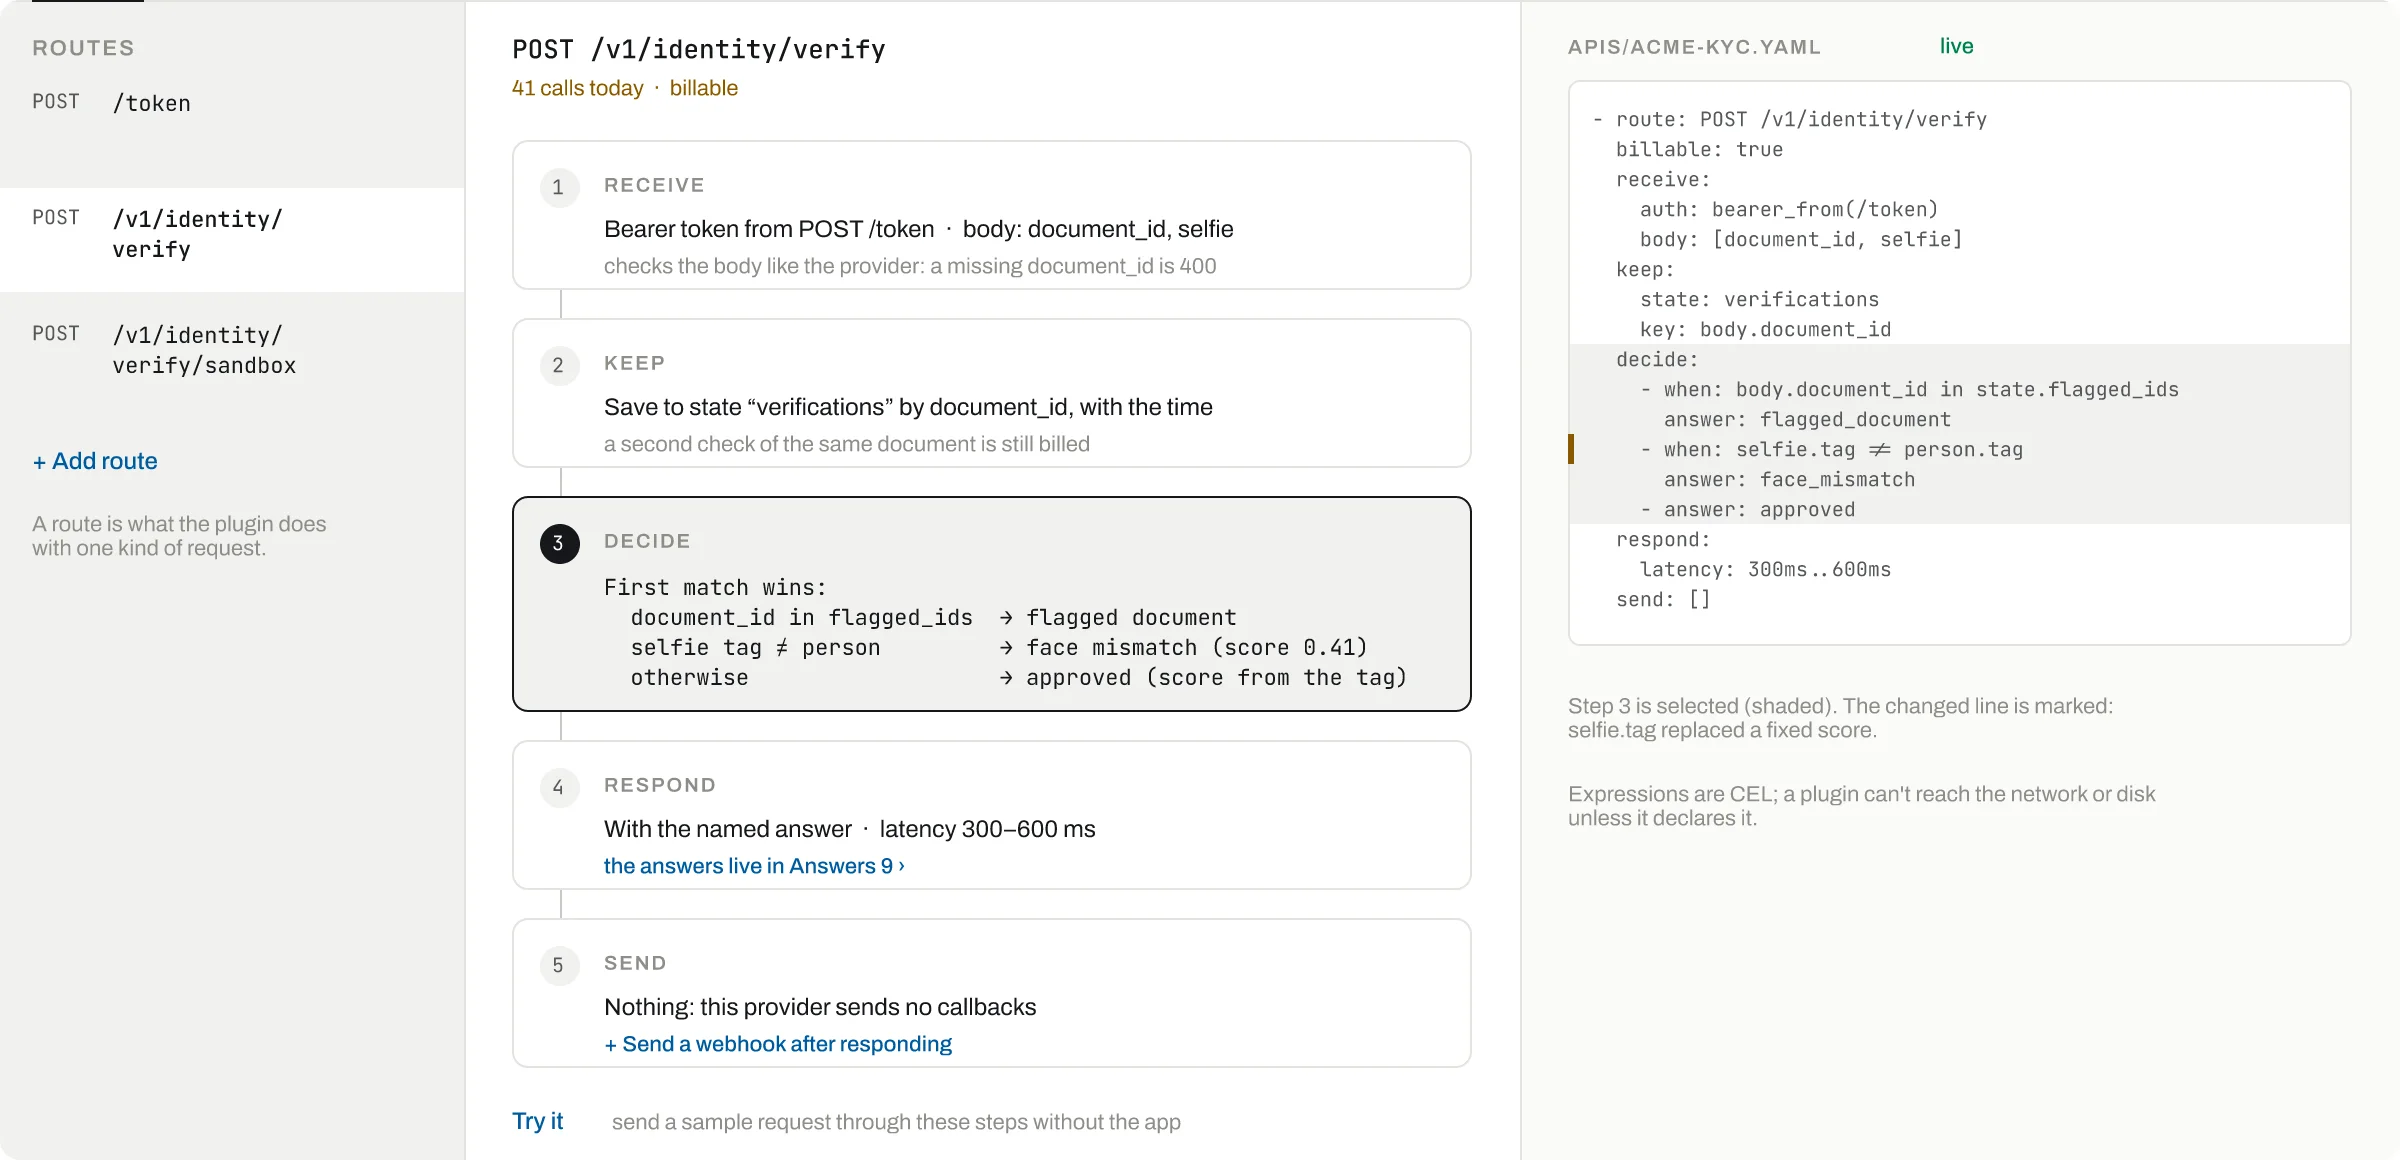 ROUTES
POST /token
POST /v1/identity/
verify
POST /v1/identity/
verify/sandbox
+ Add route
A route is what the plugin does
with one kind of request.
POST /v1/identity/verify
41 calls today · billable
1 RECEIVE
Bearer token from POST /token · body: document_id, selfie
checks the body like the provider: a missing document_id is 400
2 KEEP
Save to state “verifications” by document_id, with the time
a second check of the same document is still billed
3 DECIDE
First match wins:
document_id in flagged_ids → flagged document
selfie tag ≠ person → face mismatch (score 0.41)
otherwise → approved (score from the tag)
4 RESPOND
With the named answer · latency 300–600 ms
the answers live in Answers 9 ›
5 SEND
Nothing: this provider sends no callbacks
+ Send a webhook after responding
Try it send a sample request through these steps without the app
APIS/ACME-KYC.YAML live
- route: POST /v1/identity/verify
billable: true
receive:
auth: bearer_from(/token)
body: [document_id, selfie]
keep:
state: verifications
key: body.document_id
decide:
- when: body.document_id in state.flagged_ids
answer: flagged_document
- when: selfie.tag ≠ person.tag
answer: face_mismatch
- answer: approved
respond:
latency: 300ms..600ms
send: []
Step 3 is selected (shaded). The changed line is marked:
selfie.tag replaced a fixed score.
Expressions are CEL; a plugin can't reach the network or disk
unless it declares it.